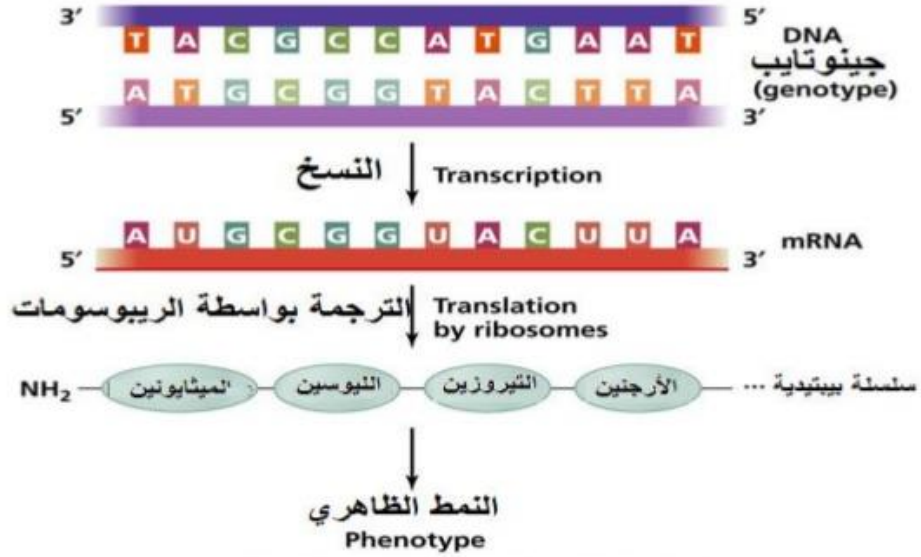 3′ 5′
T A C G C C A T G A A T
DNA
جينوتايب
(genotype)
A T G C G G T A C T T A
5′ 3′
النسخ Transcription
A U G C G G U A C U U A
mRNA
5′ 3′
الترجمة بواسطة الريبوسومات
Translation
by ribosomes
NH2 الميثايونين الليوسين التيروزين الأرجنين ... سلسلة بيبتيدية
النمط الظاهري
Phenotype